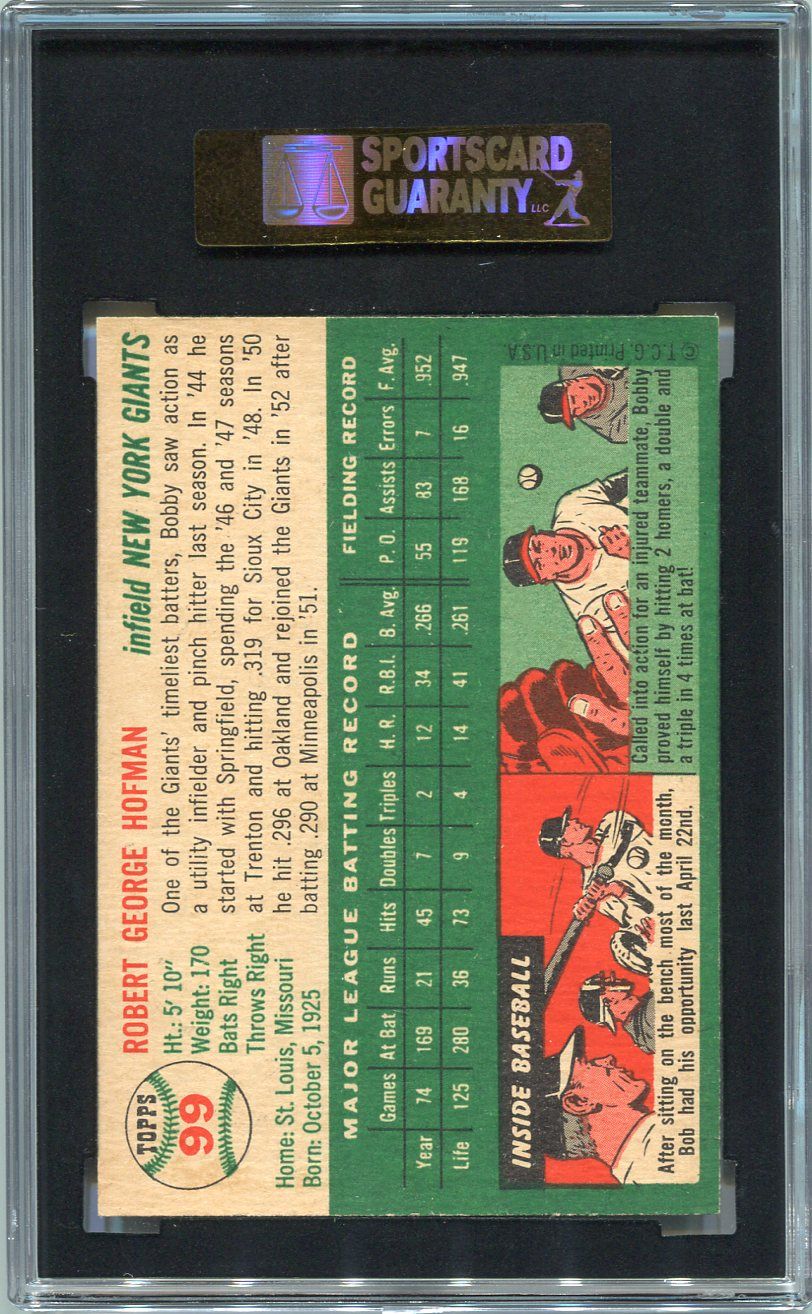 SPORTSCARD
GUARANTY LLC
TOPPS
99
ROBERT GEORGE HOFMAN
infield NEW YORK GIANTS
Ht.: 5' 10"
Weight: 170
Bats Right
Throws Right
Home: St. Louis, Missouri
Born: October 5, 1925
One of the Giants' timeliest batters, Bobby saw action as
a utility infielder and pinch hitter last season. In '44 he
started with Springfield, spending the '46 and '47 seasons
at Trenton and hitting .319 for Sioux City in '48. In '50
he hit .296 at Oakland and rejoined the Giants in '52 after
batting .290 at Minneapolis in '51.
MAJOR LEAGUE BATTING RECORD FIELDING RECORD
Games At Bat Runs Hits Doubles Triples H. R. R.B.I. B. Avg. P. O. Assists Errors F. Avg.
Year 74 169 21 45 7 2 12 34 .266 55 83 7 .952
Life 125 280 36 73 9 4 14 41 .261 119 168 16 .947
INSIDE BASEBALL
After sitting on the bench most of the month,
Bob had his opportunity last April 22nd.
Called into action for an injured teammate, Bobby
proved himself by hitting 2 homers, a double and
a triple in 4 times at bat!
© T.C.G. Printed in U.S.A.